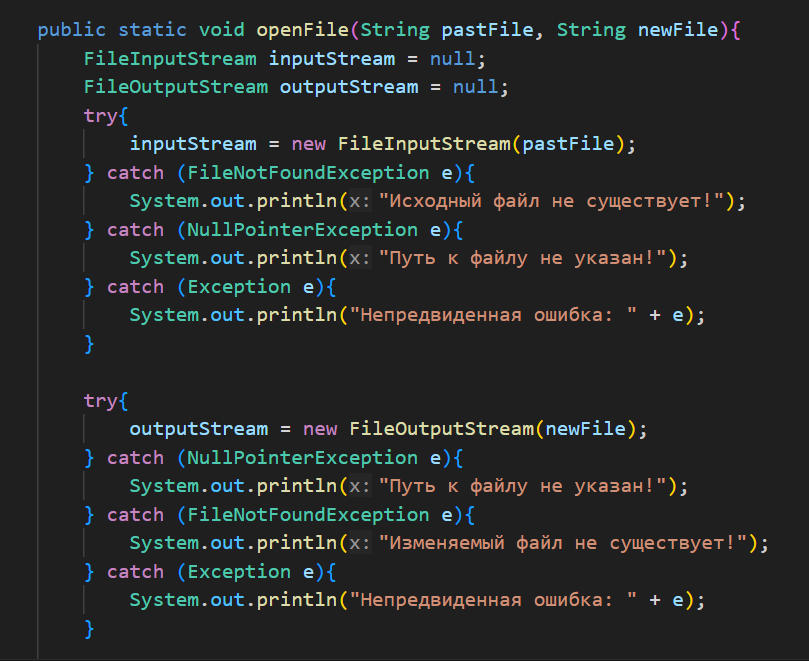 public static void openFile(String pastFile, String newFile){
FileInputStream inputStream = null;
FileOutputStream outputStream = null;
try{
inputStream = new FileInputStream(pastFile);
} catch (FileNotFoundException e){
System.out.println(x: "Исходный файл не существует!");
} catch (NullPointerException e){
System.out.println(x: "Путь к файлу не указан!");
} catch (Exception e){
System.out.println("Непредвиденная ошибка: " + e);
}
try{
outputStream = new FileOutputStream(newFile);
} catch (NullPointerException e){
System.out.println(x: "Путь к файлу не указан!");
} catch (FileNotFoundException e){
System.out.println(x: "Изменяемый файл не существует!");
} catch (Exception e){
System.out.println("Непредвиденная ошибка: " + e);
}